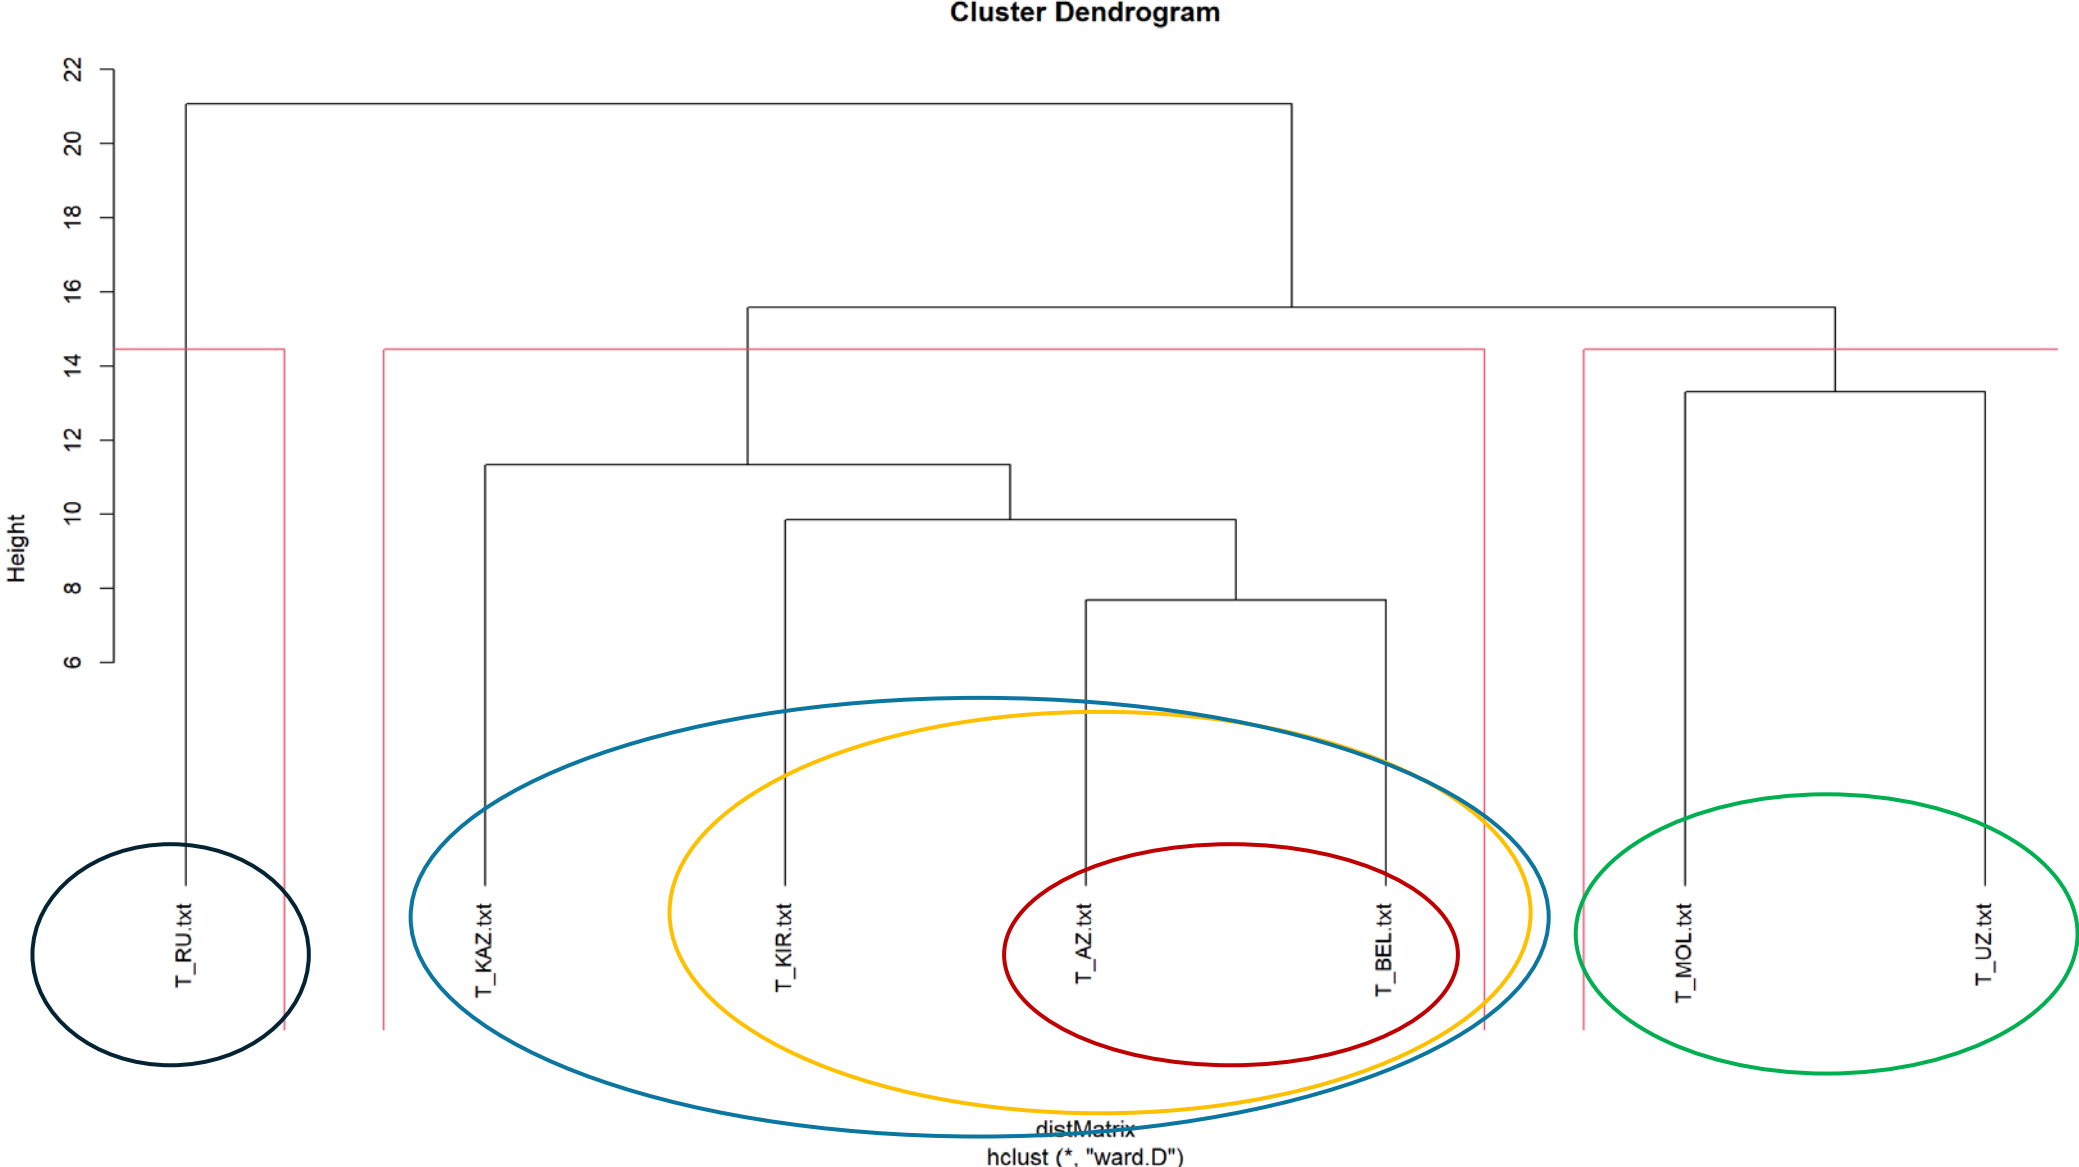 Cluster Dendrogram
22
20
18
16
14
12
10
8
6
Height
T_RU.txt
T_KAZ.txt
T_KIR.txt
T_AZ.txt
T_BEL.txt
T_MOL.txt
T_UZ.txt
distMatrix
hclust (*, "ward.D")